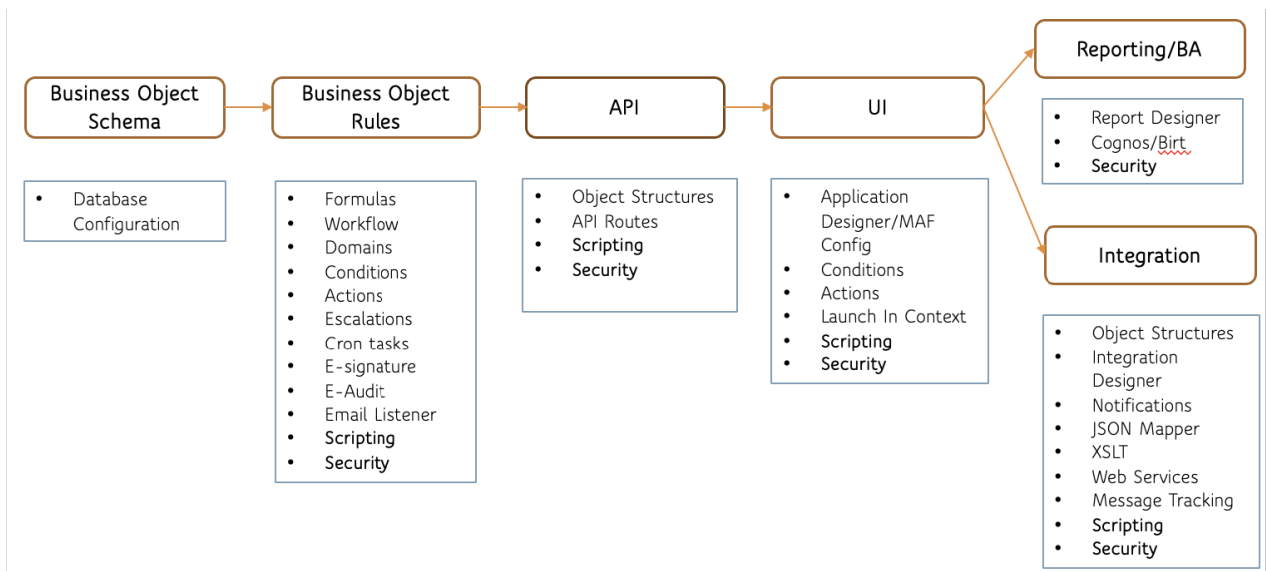 Business Object
Schema
Business Object
Rules
API
UI
Reporting/BA
Integration
• Database
Configuration
• Formulas
• Workflow
• Domains
• Conditions
• Actions
• Escalations
• Cron tasks
• E-signature
• E-Audit
• Email Listener
• Scripting
• Security
• Object Structures
• API Routes
• Scripting
• Security
• Application
Designer/MAF
Config
• Conditions
• Actions
• Launch In Context
• Scripting
• Security
• Report Designer
• Cognos/Birt
• Security
• Object Structures
• Integration
Designer
• Notifications
• JSON Mapper
• XSLT
• Web Services
• Message Tracking
• Scripting
• Security